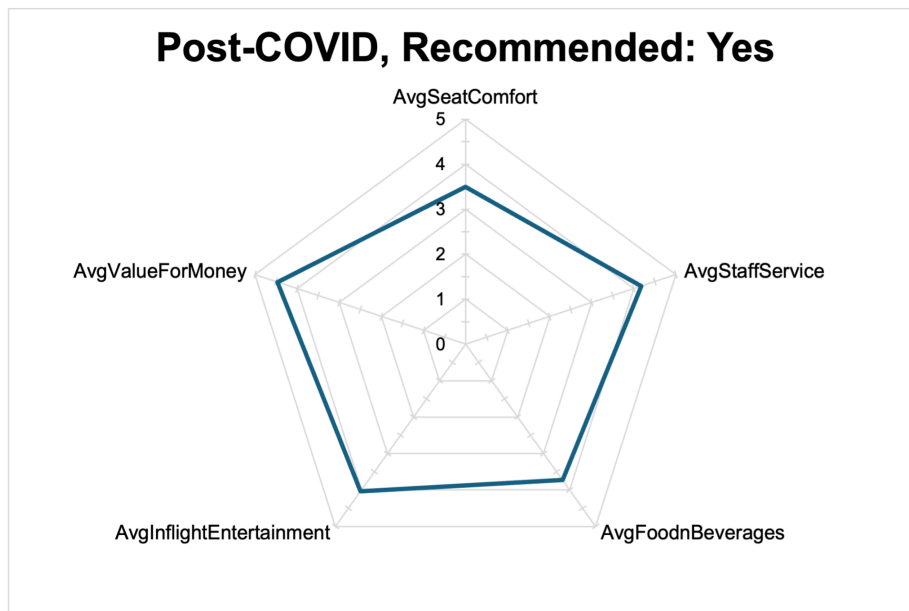 Post-COVID, Recommended: Yes
AvgSeatComfort
5
4
3
2
1
0
AvgValueForMoney
AvgStaffService
AvgInflightEntertainment
AvgFoodnBeverages